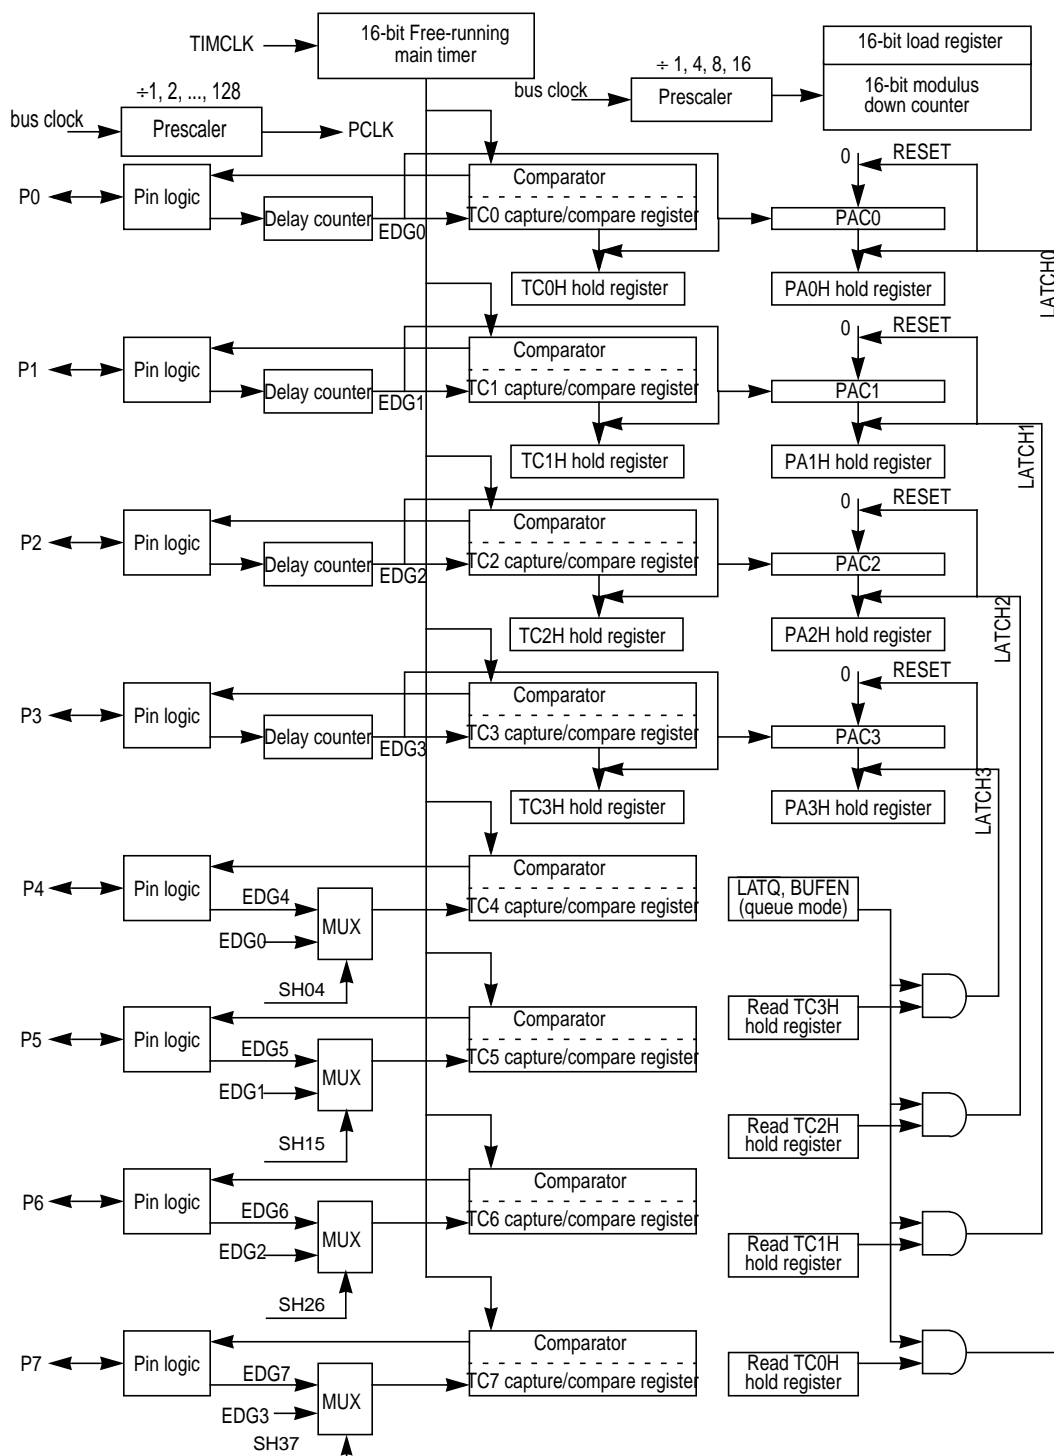 TIMCLK
16-bit Free-running
main timer
÷1, 2, ..., 128
bus clock
Prescaler
PCLK
÷ 1, 4, 8, 16
bus clock
Prescaler
16-bit load register
16-bit modulus
down counter
P0
Pin logic
Delay counter
EDG0
Comparator
TC0 capture/compare register
TC0H hold register
0
RESET
PAC0
PA0H hold register
LATCH0
P1
Pin logic
Delay counter
EDG1
Comparator
TC1 capture/compare register
TC1H hold register
0
RESET
PAC1
PA1H hold register
LATCH1
P2
Pin logic
Delay counter
EDG2
Comparator
TC2 capture/compare register
TC2H hold register
0
RESET
PAC2
PA2H hold register
LATCH2
P3
Pin logic
Delay counter
EDG3
Comparator
TC3 capture/compare register
TC3H hold register
0
RESET
PAC3
PA3H hold register
LATCH3
P4
Pin logic
EDG4
EDG0
MUX
SH04
Comparator
TC4 capture/compare register
LATQ, BUFEN
(queue mode)
P5
Pin logic
EDG5
EDG1
MUX
SH15
Comparator
TC5 capture/compare register
Read TC3H
hold register
P6
Pin logic
EDG6
EDG2
MUX
SH26
Comparator
TC6 capture/compare register
Read TC2H
hold register
Read TC1H
hold register
P7
Pin logic
EDG7
EDG3
MUX
SH37
Comparator
TC7 capture/compare register
Read TC0H
hold register